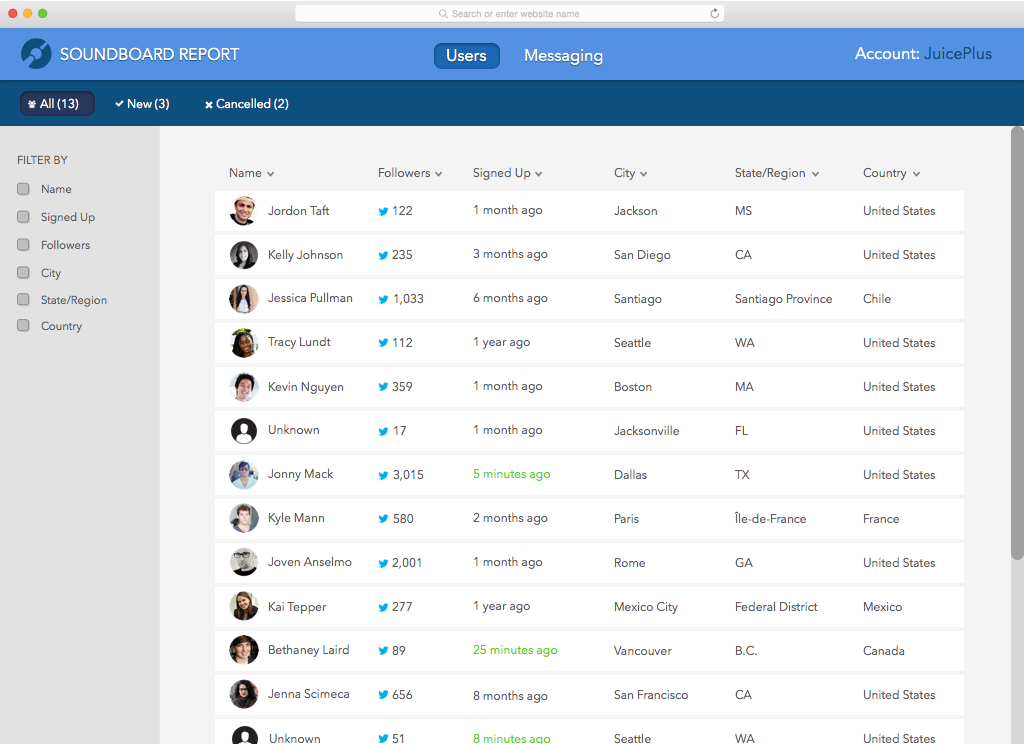 Search or enter website name
SOUNDBOARD REPORT Users Messaging Account: JuicePlus
All (13) New (3) Cancelled (2)
FILTER BY
Name
Signed Up
Followers
City
State/Region
Country
Name Followers Signed Up City State/Region Country
Jordon Taft 122 1 month ago Jackson MS United States
Kelly Johnson 235 3 months ago San Diego CA United States
Jessica Pullman 1,033 6 months ago Santiago Santiago Province Chile
Tracy Lundt 112 1 year ago Seattle WA United States
Kevin Nguyen 359 1 month ago Boston MA United States
Unknown 17 1 month ago Jacksonville FL United States
Jonny Mack 3,015 5 minutes ago Dallas TX United States
Kyle Mann 580 2 months ago Paris Île-de-France France
Joven Anselmo 2,001 1 month ago Rome GA United States
Kai Tepper 277 1 year ago Mexico City Federal District Mexico
Bethaney Laird 89 25 minutes ago Vancouver B.C. Canada
Jenna Scimeca 656 8 months ago San Francisco CA United States
Unknown 51 8 minutes ago Seattle WA United States